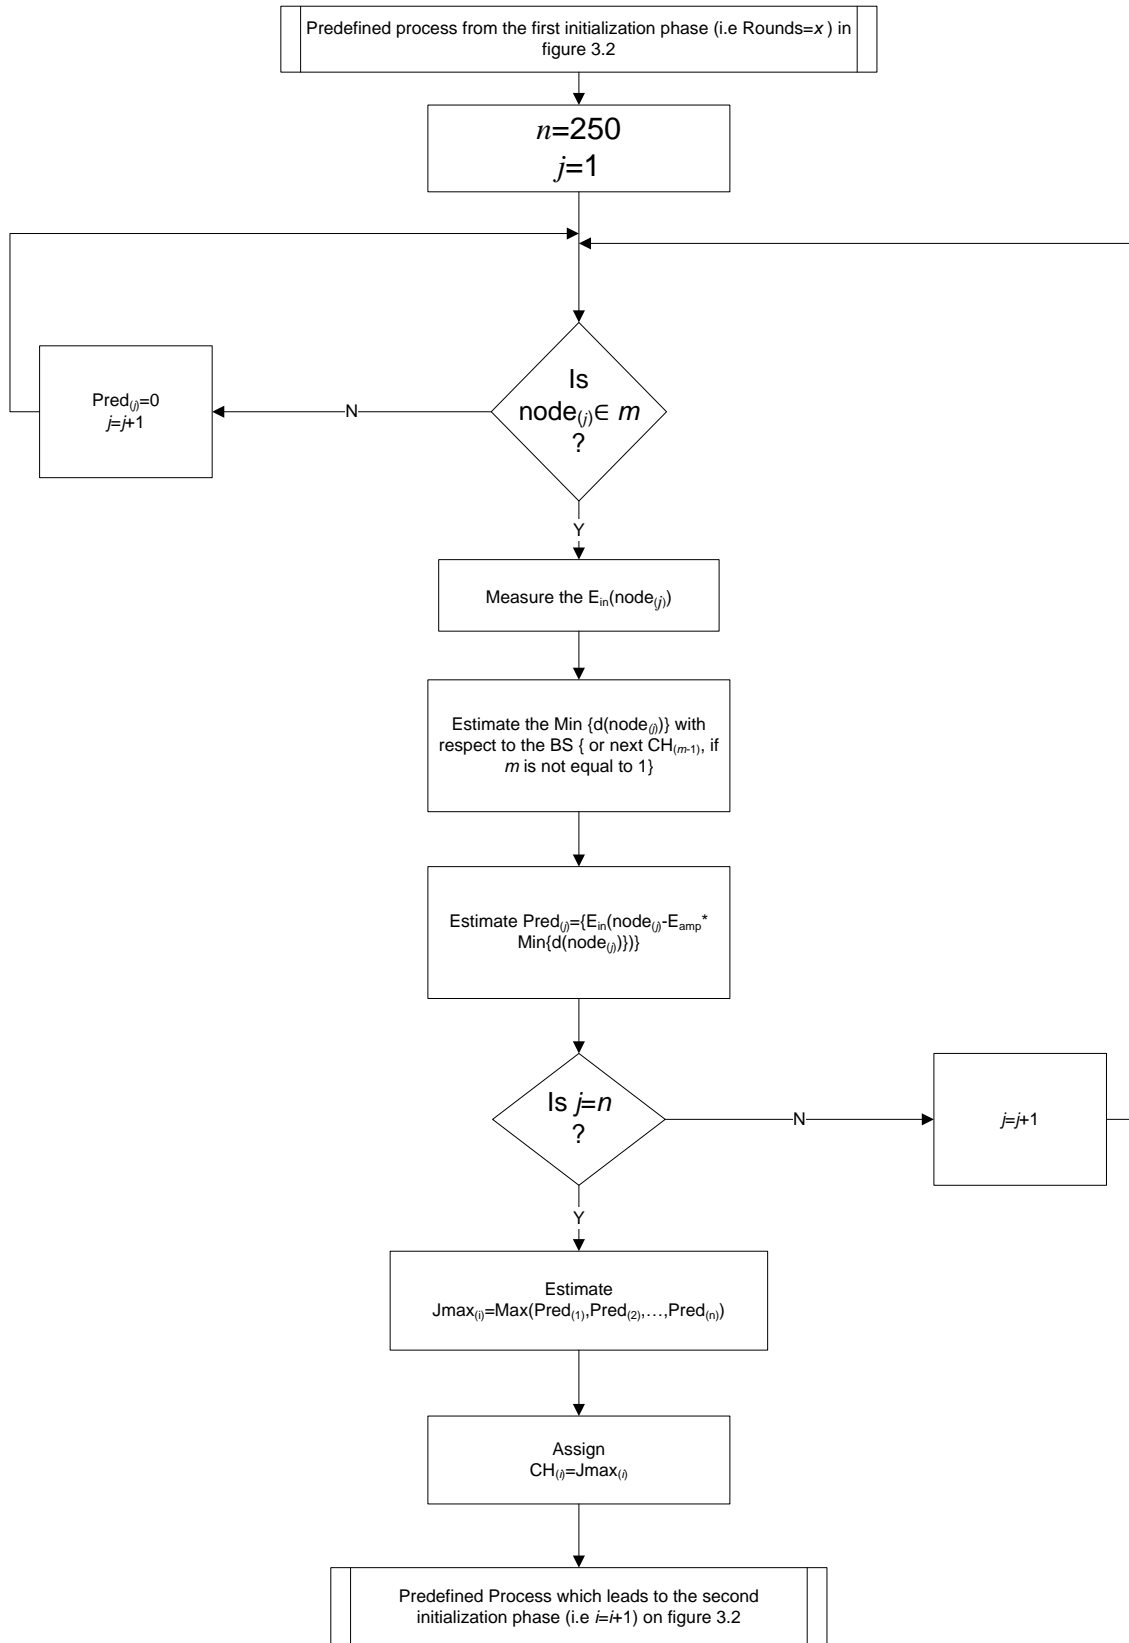 Predefined process from the first initialization phase (i.e Rounds=x ) in
figure 3.2
n=250
j=1
Is
node(j)∈ m
?
N
Pred(j)=0
j=j+1
Y
Measure the Ein(node(j))
Estimate the Min {d(node(j))} with
respect to the BS { or next CH(m-1), if
m is not equal to 1}
Estimate Pred(j)={Ein(node(j)-Eamp*
Min{d(node(j))})}
Is j=n
?
N
j=j+1
Y
Estimate
Jmax(i)=Max(Pred(1),Pred(2),…,Pred(n))
Assign
CH(i)=Jmax(i)
Predefined Process which leads to the second
initialization phase (i.e i=i+1) on figure 3.2